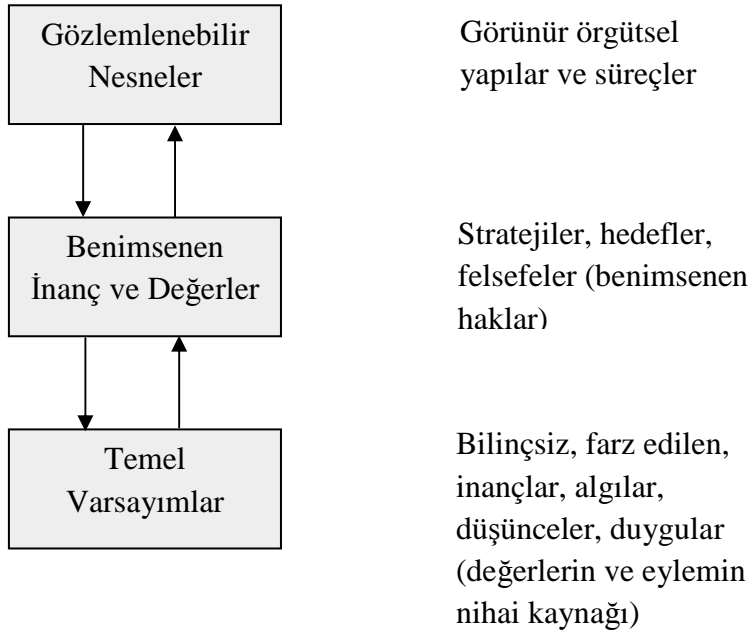 Gözlemlenebilir
Nesneler
Görünür örgütsel
yapılar ve süreçler
Benimsenen
İnanç ve Değerler
Stratejiler, hedefler,
felsefeler (benimsenen
haklar)
Temel
Varsayımlar
Bilinçsiz, farz edilen,
inançlar, algılar,
düşünceler, duygular
(değerlerin ve eylemin
nihai kaynağı)